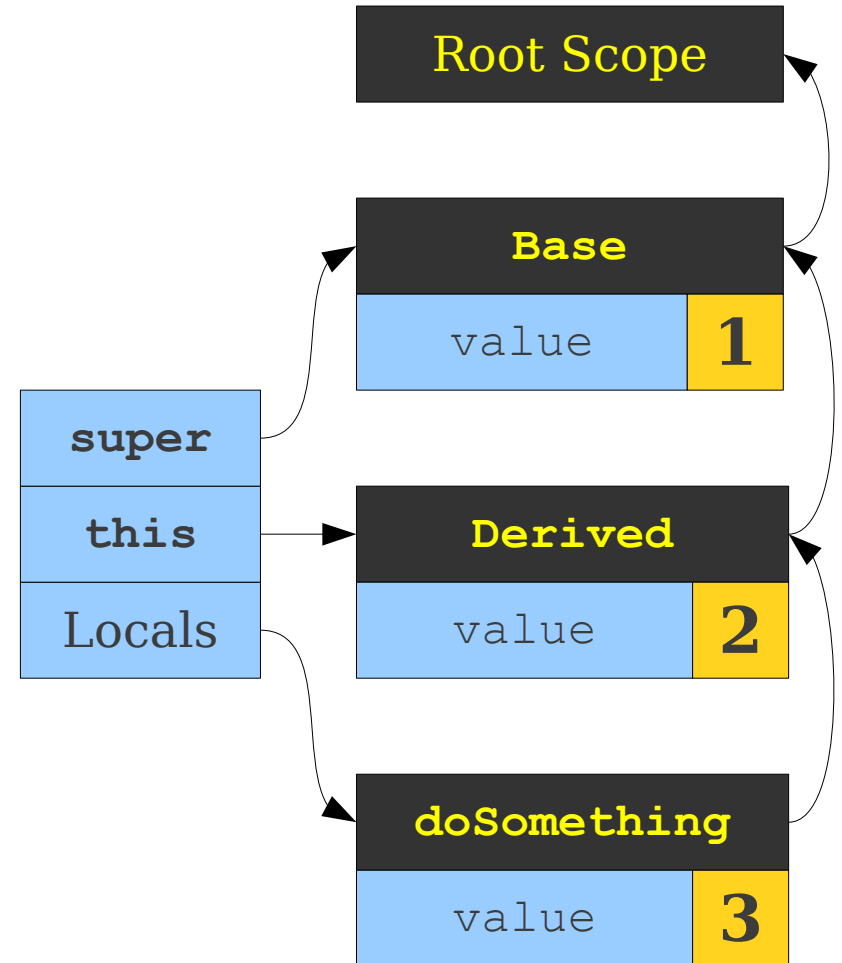 Root Scope
Base
value 1
super
this
Locals
Derived
value 2
doSomething
value 3